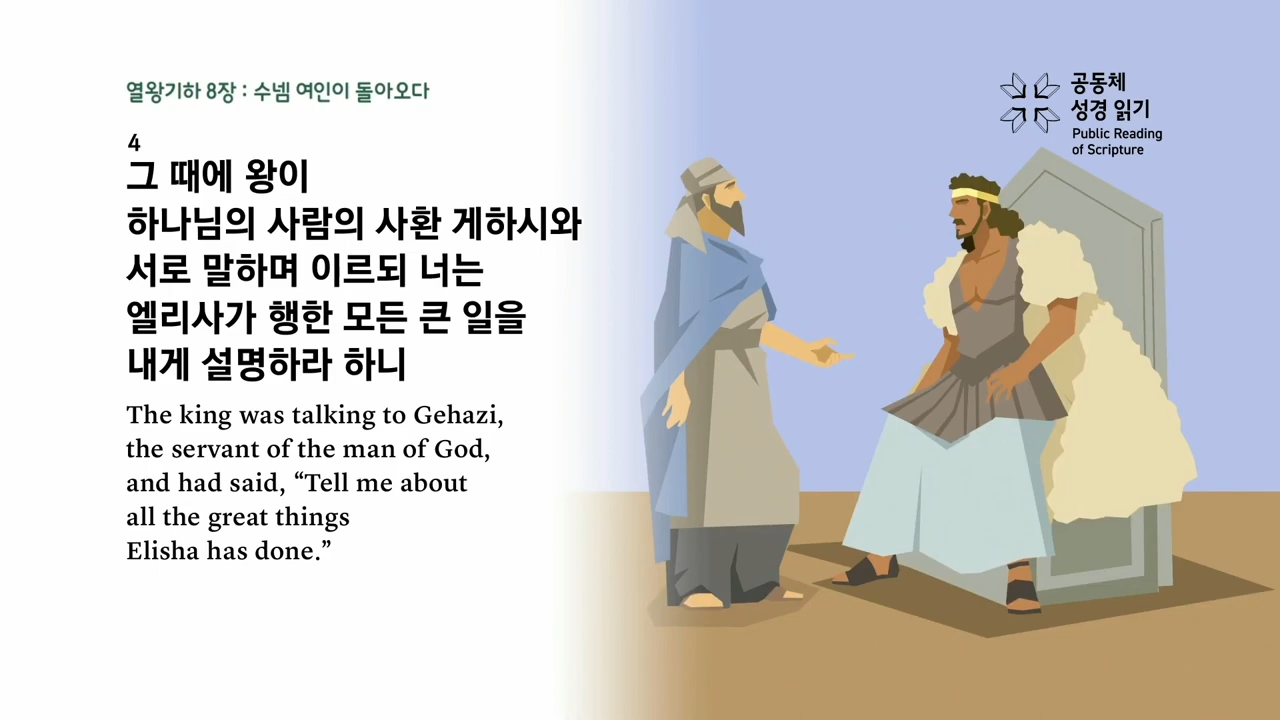 열왕기하 8장 : 수넴 여인이 돌아오다
4
그 때에 왕이
하나님의 사람의 사환 게하시와
서로 말하며 이르되 너는
엘리사가 행한 모든 큰 일을
내게 설명하라 하니
The king was talking to Gehazi,
the servant of the man of God,
and had said, “Tell me about
all the great things
Elisha has done.”
공동체
성경 읽기
Public Reading
of Scripture